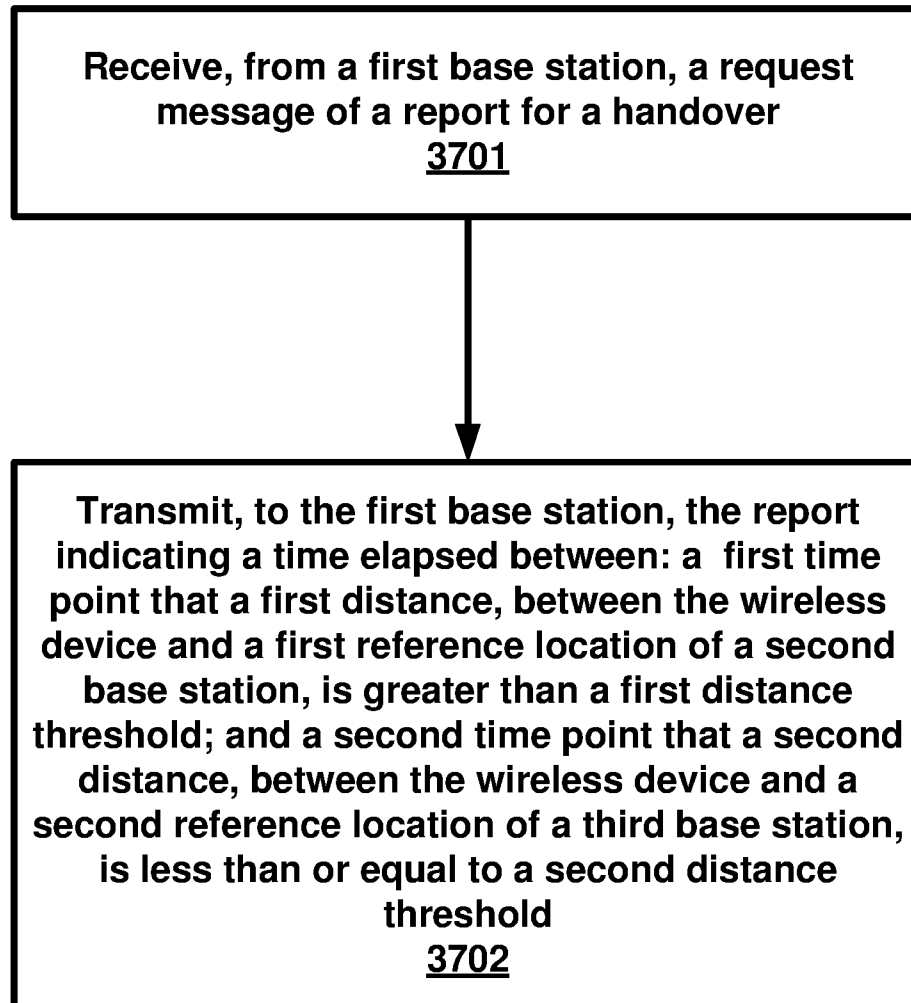 Receive, from a first base station, a request
message of a report for a handover
3701
Transmit, to the first base station, the report
indicating a time elapsed between: a  first time
point that a first distance, between the wireless
device and a first reference location of a second
base station, is greater than a first distance
threshold; and a second time point that a second
distance, between the wireless device and a
second reference location of a third base station,
is less than or equal to a second distance
threshold
3702